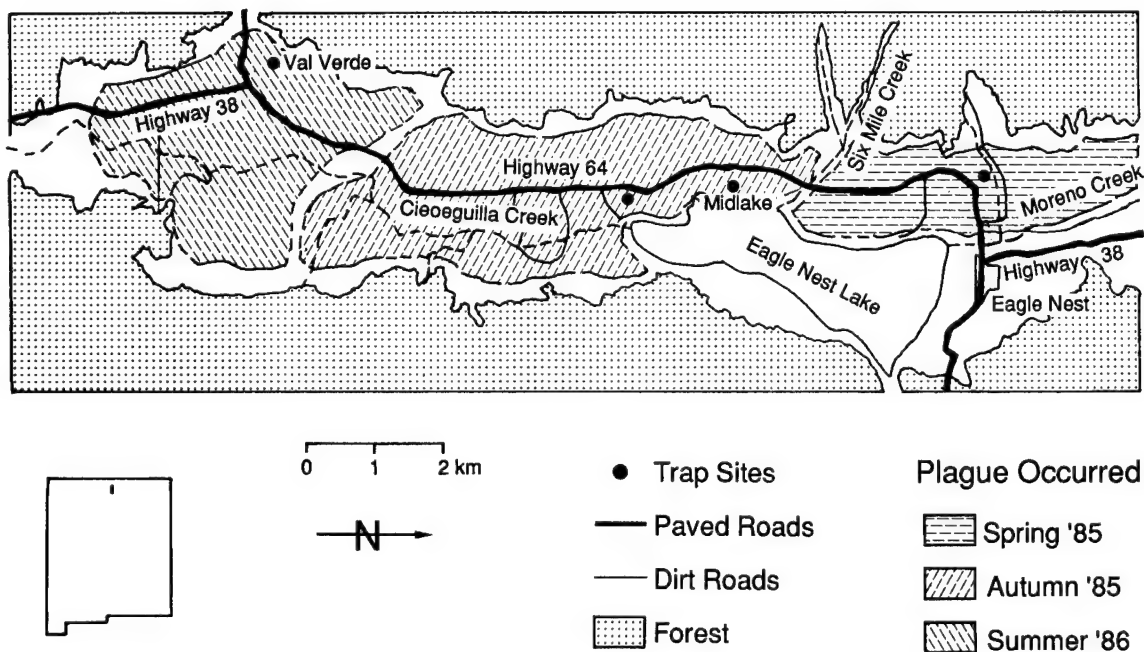 Val Verde
Highway 38
Highway 64
Cieoeguilla Creek
Midlake
Six Mile Creek
Moreno Creek
Eagle Nest Lake
Highway 38
Eagle Nest
0 1 2 km
N
Trap Sites
Paved Roads
Dirt Roads
Forest
Plague Occurred
Spring '85
Autumn '85
Summer '86